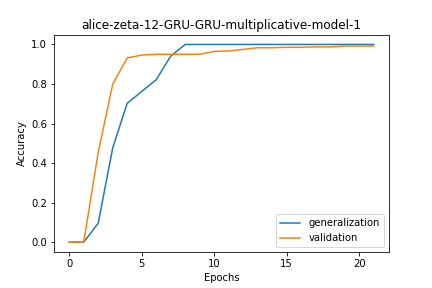 alice-zeta-12-GRU-GRU-multiplicative-model-1
Accuracy
1.0
0.8
0.6
0.4
0.2
0.0
0
5
10
15
20
Epochs
generalization
validation